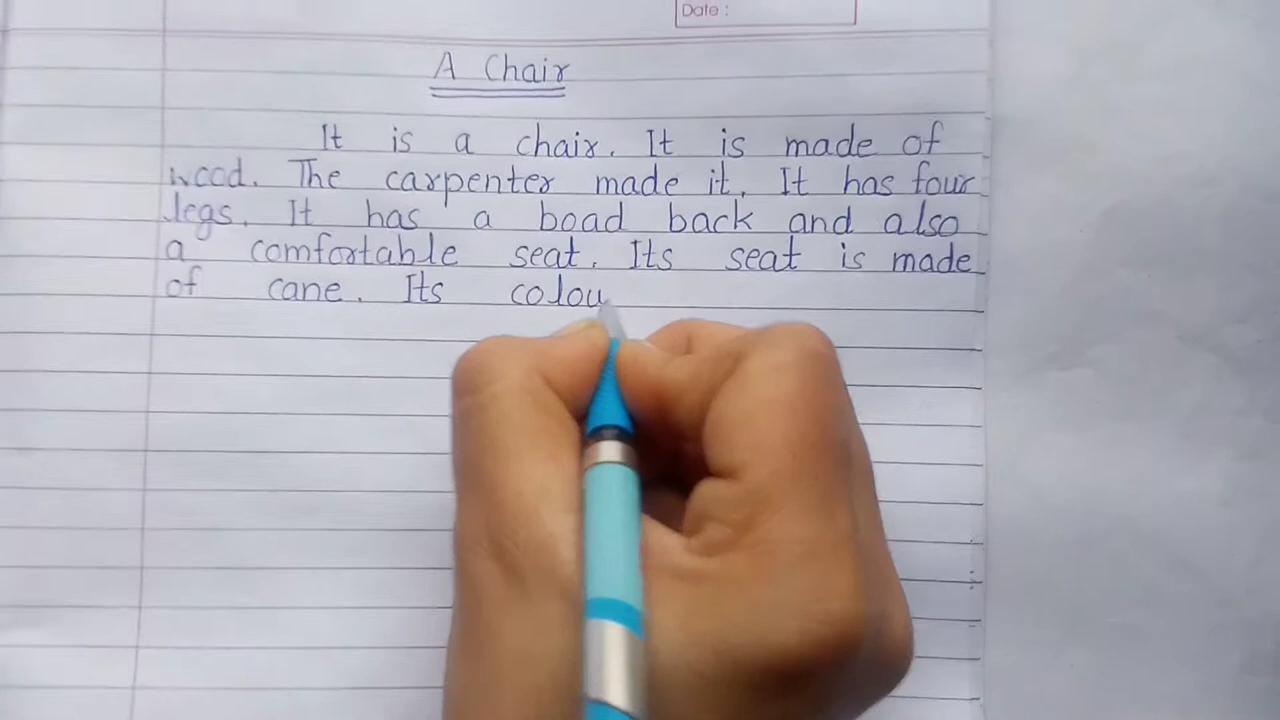 Date :
A Chair
It is a chair. It is made of
wood. The carpenter made it. It has four
legs. It has a boad back and also
a comfortable seat. Its seat is made
of cane. Its colou